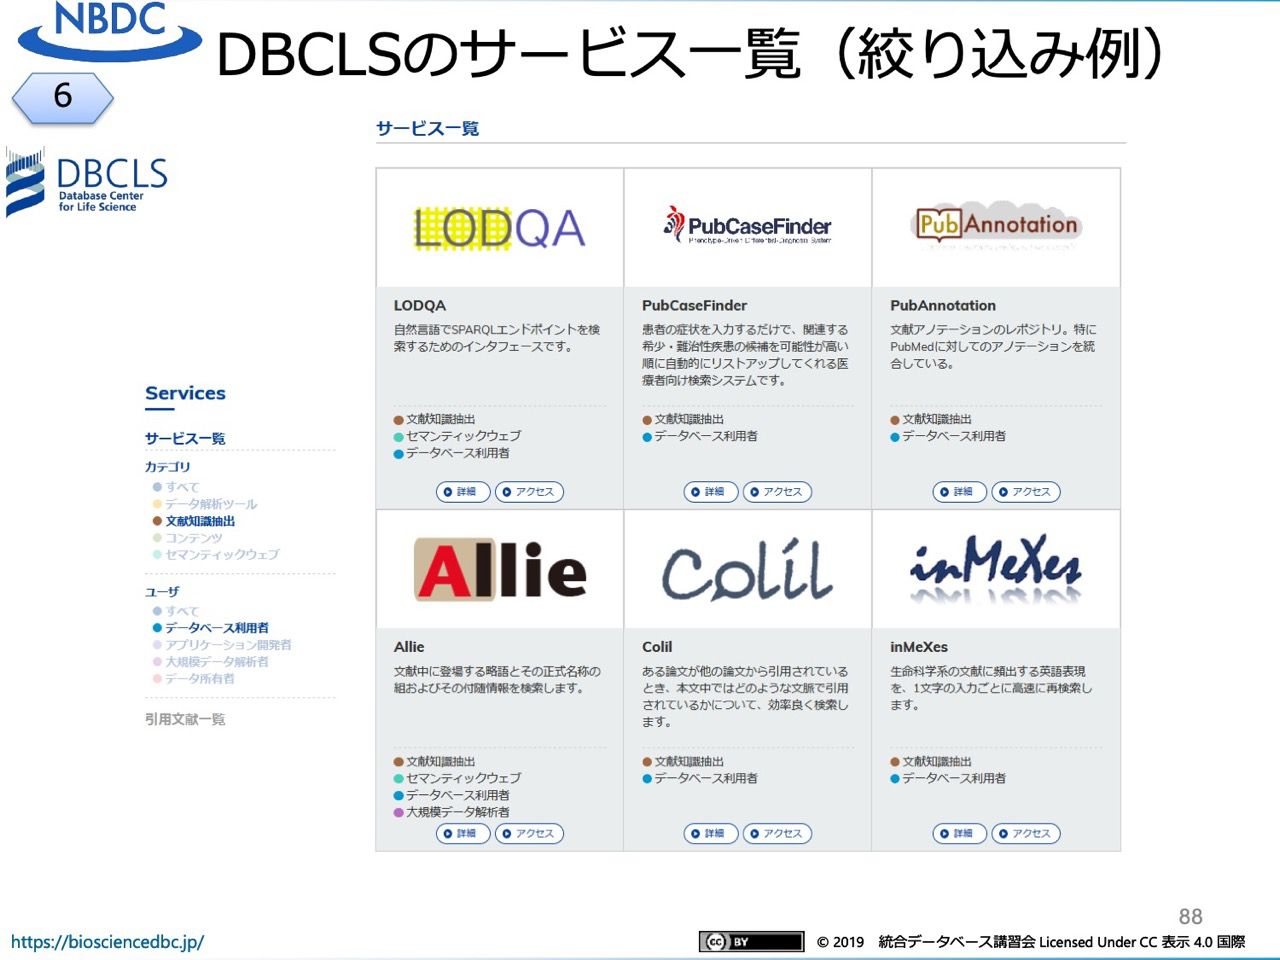 NBDC
DBCLSのサービス一覧（絞り込み例）
6
DBCLS
Database Center
for Life Science
Services
サービス一覧
カテゴリ
すべて
データ解析ツール
文献知識抽出
コンテンツ
セマンティックウェブ
ユーザ
すべて
データベース利用者
アプリケーション開発者
大規模データ解析者
データ所有者
引用文献一覧
サービス一覧
LODQA
LODQA
自然言語でSPARQLエンドポイントを検
索するためのインタフェースです。
文献知識抽出
セマンティックウェブ
データベース利用者
詳細 アクセス
PubCaseFinder
Phenotype-Driven Differential-Diagnosis System
PubCaseFinder
患者の症状を入力するだけで、関連する
希少・難治性疾患の候補を可能性が高い
順に自動的にリストアップしてくれる医
療者向け検索システムです。
文献知識抽出
データベース利用者
詳細 アクセス
PubAnnotation
PubAnnotation
文献アノテーションのレポジトリ。特に
PubMedに対してのアノテーションを統
合している。
文献知識抽出
データベース利用者
詳細 アクセス
Allie
Allie
文献中に登場する略語とその正式名称の
組およびその付随情報を検索します。
文献知識抽出
セマンティックウェブ
データベース利用者
大規模データ解析者
詳細 アクセス
Colil
Colil
ある論文が他の論文から引用されている
とき、本文中ではどのような文脈で引用
されているかについて、効率良く検索し
ます。
文献知識抽出
データベース利用者
詳細 アクセス
inMeXes
inMeXes
生命科学系の文献に頻出する英語表現
を、1文字の入力ごとに高速に再検索し
ます。
文献知識抽出
データベース利用者
詳細 アクセス
88
https://biosciencedbc.jp/
cc BY
© 2019 統合データベース講習会 Licensed Under CC 表示 4.0 国際